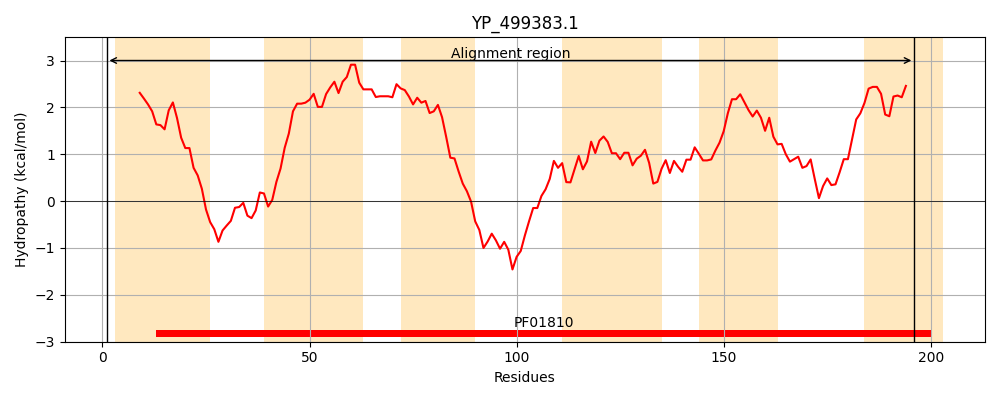 YP_499383.1
Alignment region
3
2
1
0
−1
−2
−3
Hydropathy (kcal/mol)
PF01810
0
50
100
150
200
Residues